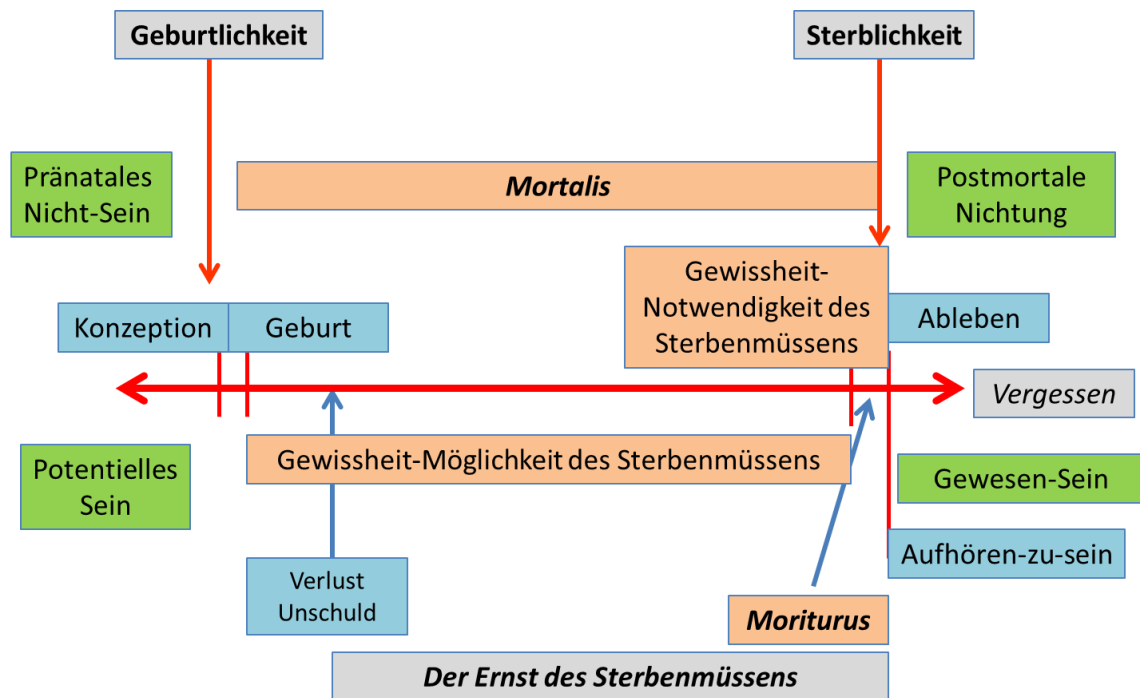 Geburtlichkeit
Sterblichkeit
Pränatales
Nicht-Sein
Mortalis
Postmortale
Nichtung
Gewissheit-
Notwendigkeit des
Sterbenmüssens
Konzeption
Geburt
Ableben
Vergessen
Potentielles
Sein
Gewissheit-Möglichkeit des Sterbenmüssens
Gewesen-Sein
Aufhören-zu-sein
Verlust
Unschuld
Moriturus
Der Ernst des Sterbenmüssens